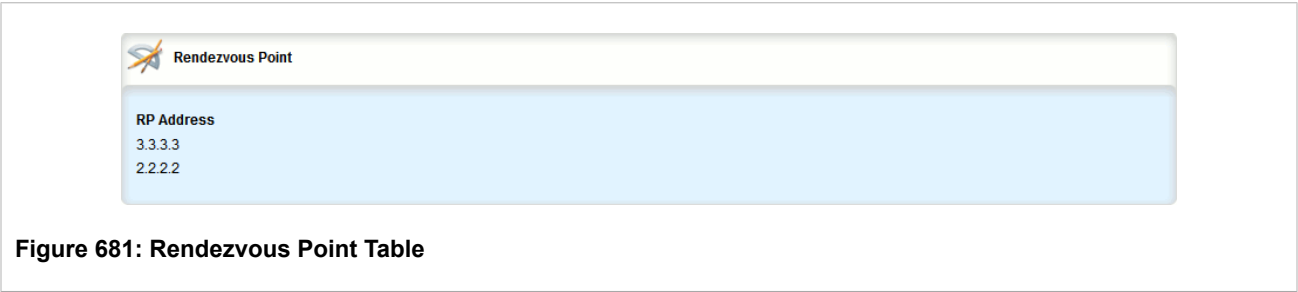 Rendezvous Point
RP Address
3.3.3.3
2.2.2.2
Figure 681: Rendezvous Point Table